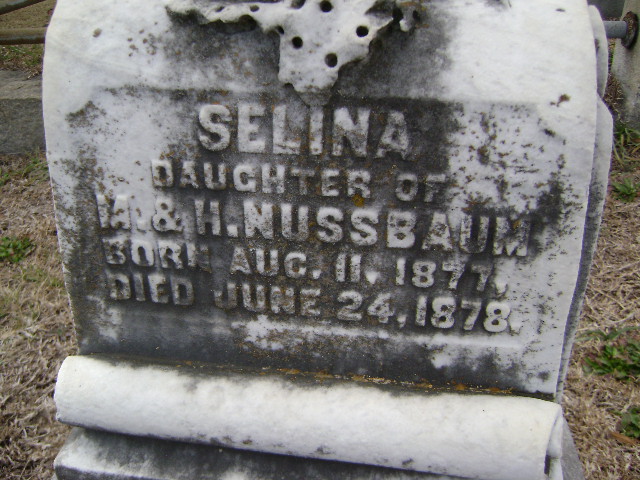 SELINA
DAUGHTER OF
M. & H. NUSSBAUM
BORN AUG. 11, 1877,
DIED JUNE 24, 1878.